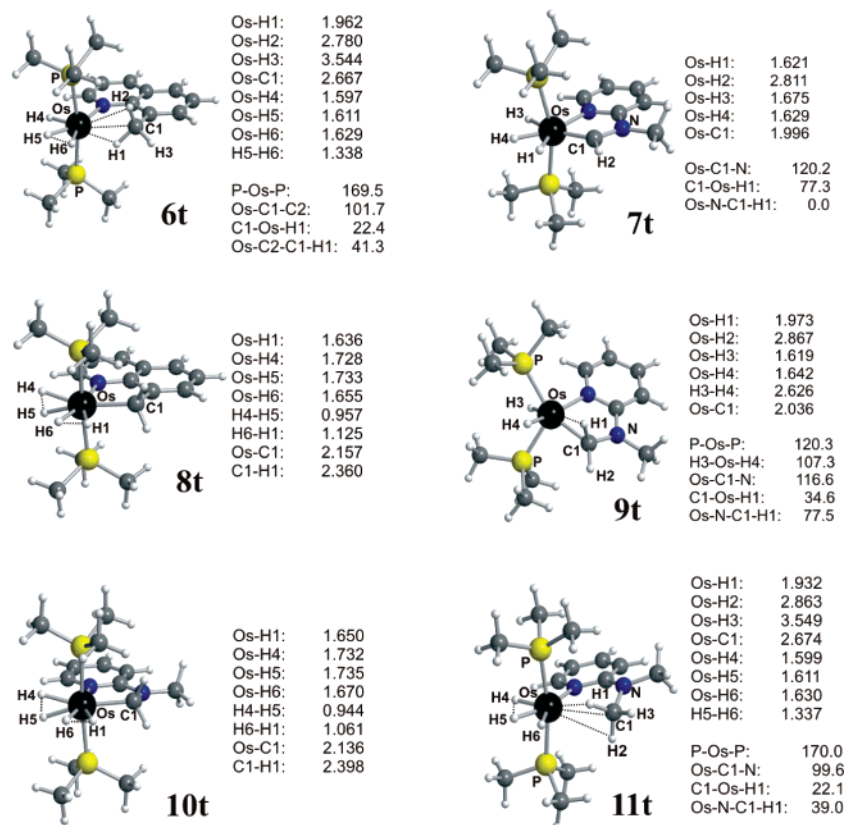 Os-H1: 1.962
Os-H2: 2.780
Os-H3: 3.544
Os-C1: 2.667
Os-H4: 1.597
Os-H5: 1.611
Os-H6: 1.629
H5-H6: 1.338
P-Os-P: 169.5
Os-C1-C2: 101.7
C1-Os-H1: 22.4
Os-C2-C1-H1: 41.3
P
H2
Os
H4
C1
H5
H6
H1
H3
P
6t
Os-H1: 1.621
Os-H2: 2.811
Os-H3: 1.675
Os-H4: 1.629
Os-C1: 1.996
Os-C1-N: 120.2
C1-Os-H1: 77.3
Os-N-C1-H1: 0.0
H3
Os
N
H4
H1
C1
H2
7t
Os-H1: 1.636
Os-H4: 1.728
Os-H5: 1.733
Os-H6: 1.655
H4-H5: 0.957
H6-H1: 1.125
Os-C1: 2.157
C1-H1: 2.360
H4
Os
C1
H5
H6
H1
8t
Os-H1: 1.973
Os-H2: 2.867
Os-H3: 1.619
Os-H4: 1.642
H3-H4: 2.626
Os-C1: 2.036
P-Os-P: 120.3
H3-Os-H4: 107.3
Os-C1-N: 116.6
C1-Os-H1: 34.6
Os-N-C1-H1: 77.5
P
Os
H3
H4
H1
N
C1
P
H2
9t
Os-H1: 1.650
Os-H4: 1.732
Os-H5: 1.735
Os-H6: 1.670
H4-H5: 0.944
H6-H1: 1.061
Os-C1: 2.136
C1-H1: 2.398
H4
H5
Os
C1
H6
H1
10t
Os-H1: 1.932
Os-H2: 2.863
Os-H3: 3.549
Os-C1: 2.674
Os-H4: 1.599
Os-H5: 1.611
Os-H6: 1.630
H5-H6: 1.337
P-Os-P: 170.0
Os-C1-N: 99.6
C1-Os-H1: 22.1
Os-N-C1-H1: 39.0
P
Os
H1
N
H4
H5
H3
C1
H6
H2
P
11t